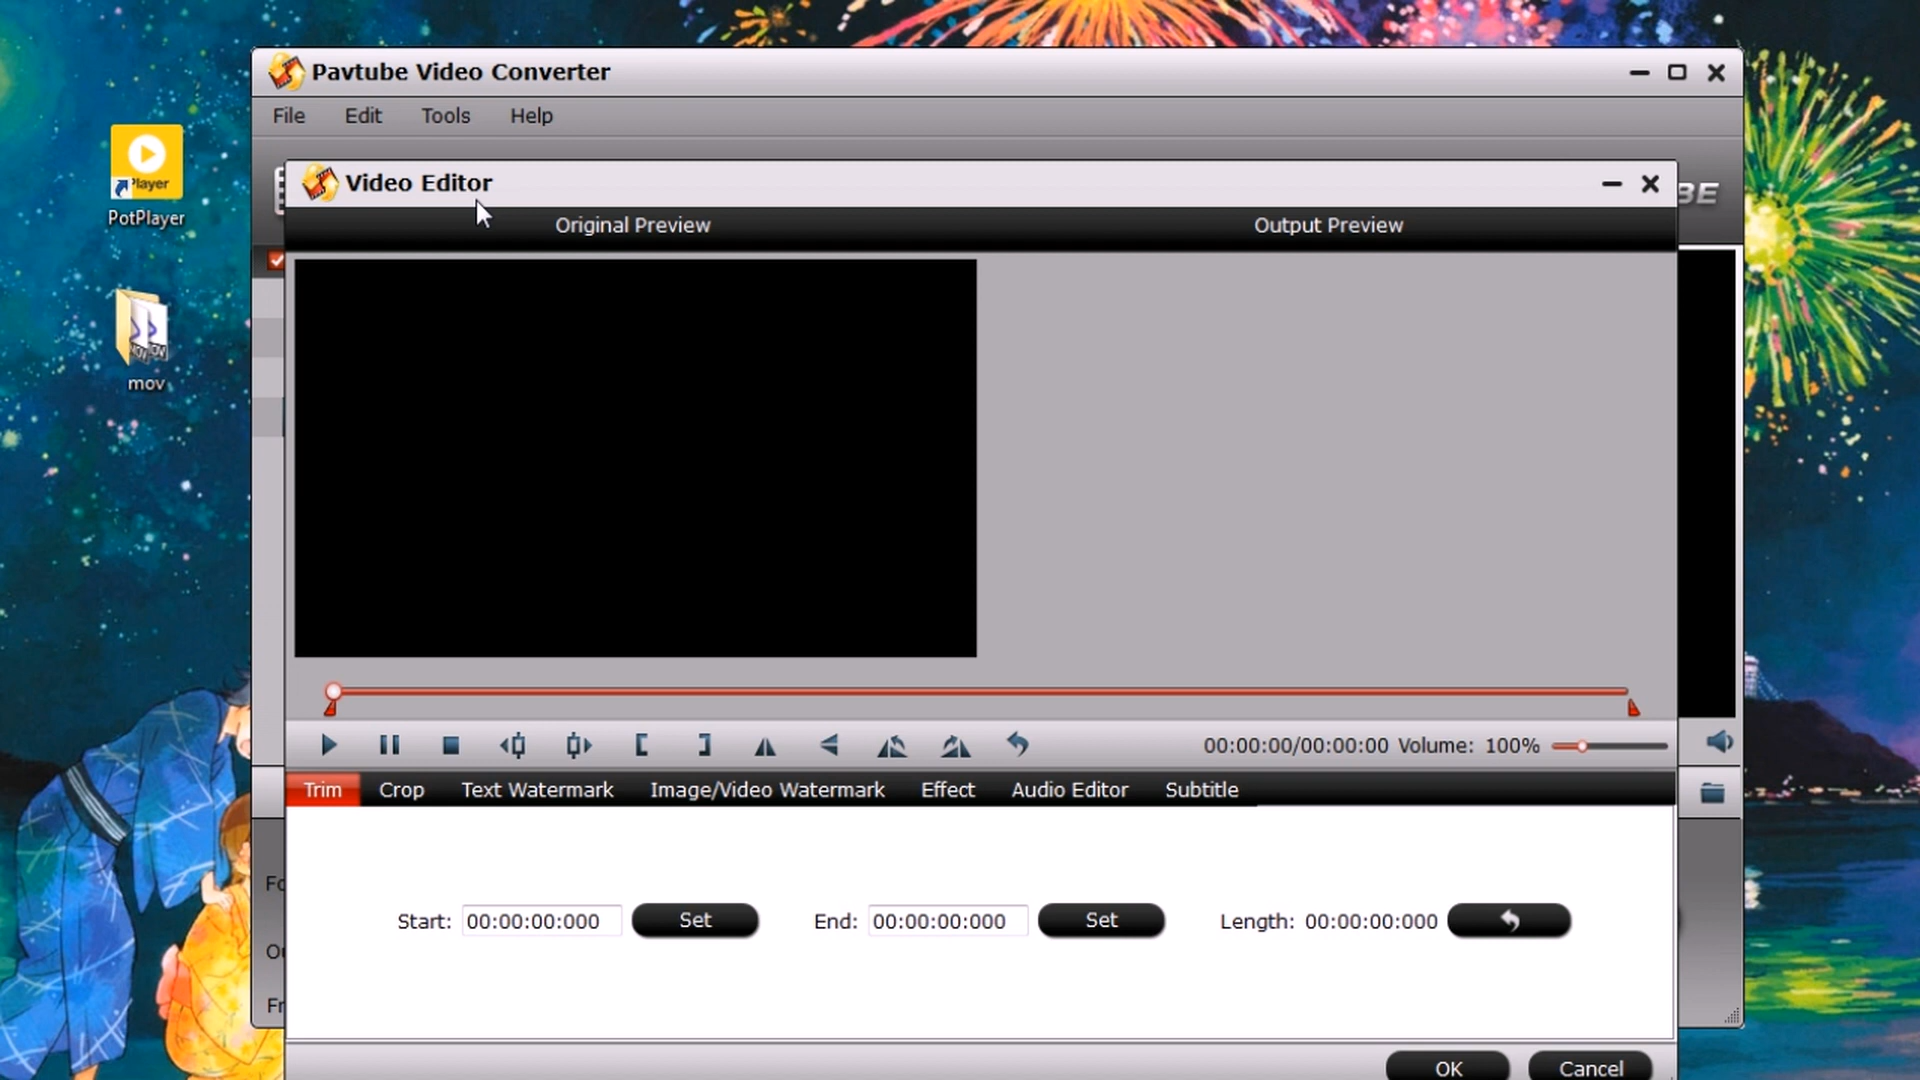 Pavtube Video Converter
File Edit Tools Help
Player
PotPlayer
mov
Video Editor
BE
Original Preview Output Preview
00:00:00/00:00:00 Volume: 100%
Trim Crop Text Watermark Image/Video Watermark Effect Audio Editor Subtitle
Start: 00:00:00:000 Set End: 00:00:00:000 Set Length: 00:00:00:000
OK Cancel